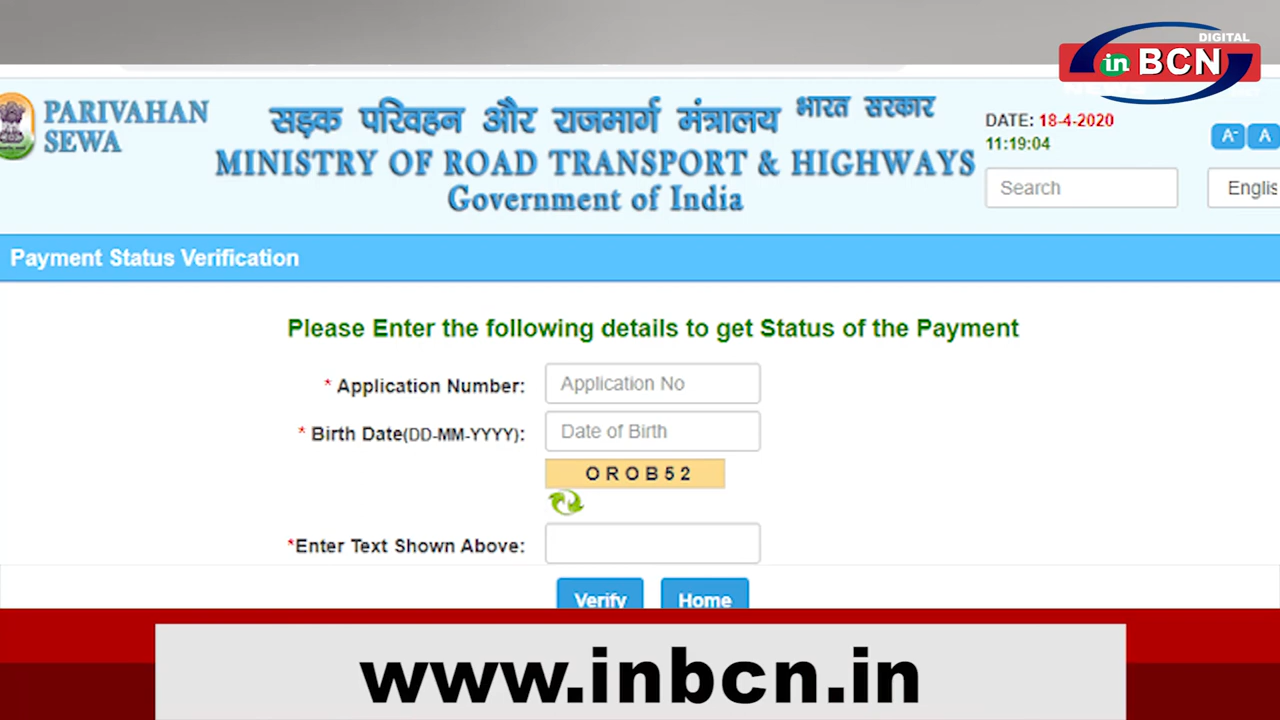 DIGITAL
in BCN
PARIVAHAN
SEWA
सड़क परिवहन और राजमार्ग मंत्रालय भारत सरकार
MINISTRY OF ROAD TRANSPORT & HIGHWAYS
Government of India
DATE: 18-4-2020
11:19:04
A- A
Search
Englis
Payment Status Verification
Please Enter the following details to get Status of the Payment
* Application Number: Application No
* Birth Date(DD-MM-YYYY): Date of Birth
OROB52
*Enter Text Shown Above:
Verify Home
www.inbcn.in